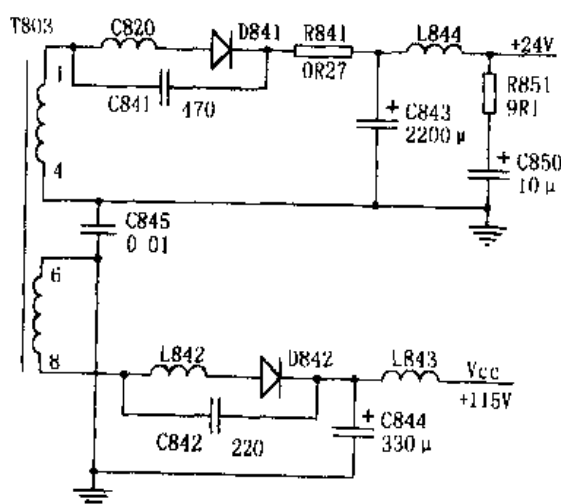 T803
C820
D841
R841
L844
+24V
1
0R27
C841
470
R851
9R1
+
C843
2200μ
4
+
C850
10μ
C845
0 01
6
8
L842
D842
L843
Vcc
+115V
C842
220
+
C844
330μ